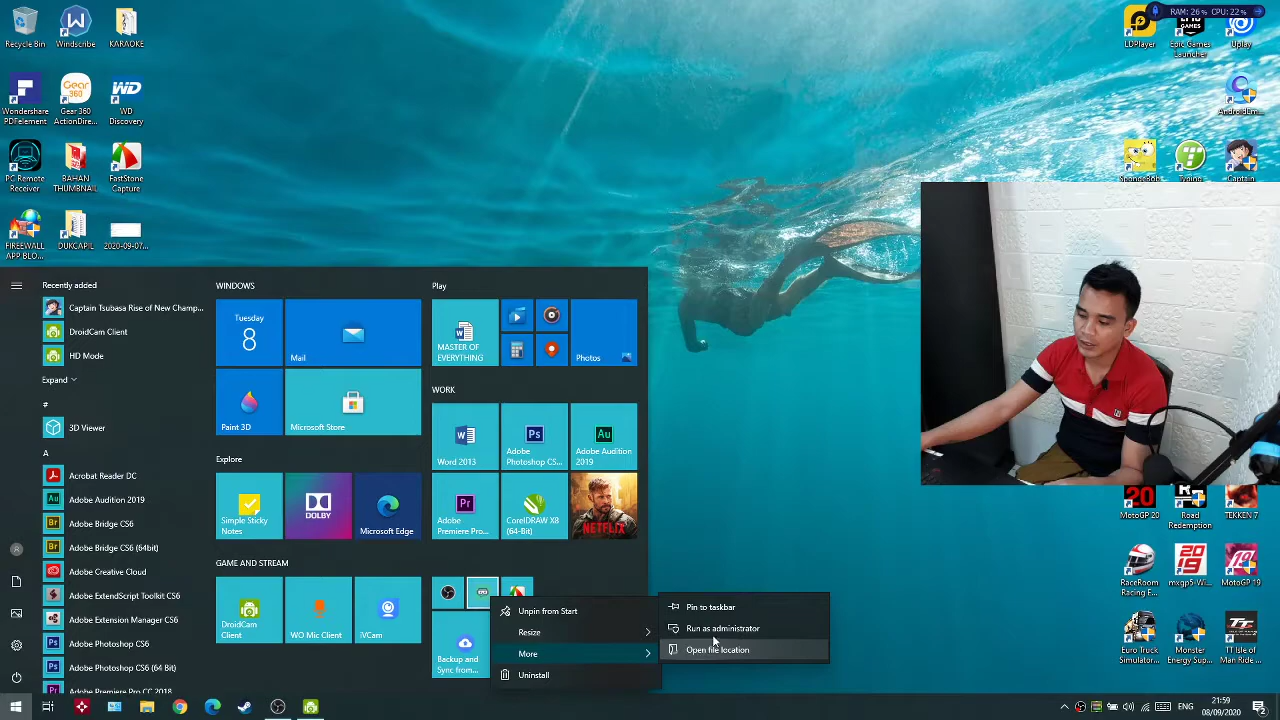 RAM: 26% CPU: 22%
Recycle Bin
Windscribe
KARAOKE
LDPlayer
Epic Games
Launcher
Uplay
Wondershare
PDFelement
Gear 360
ActionDire...
WD
Discovery
AndroidEm...
PC Remote
Receiver
BAHAN
THUMBNAIL
FastStone
Capture
Captain
FIREEWALL
APP BLO...
DUKCAPIL
2020-09-07...
Recently added
Captain Tsubasa Rise of New Champ...
DroidCam Client
HD Mode
Expand
#
3D Viewer
A
Acrobat Reader DC
Adobe Audition 2019
Adobe Bridge CS6
Adobe Bridge CS6 (64bit)
Adobe Creative Cloud
Adobe ExtendScript Toolkit CS6
Adobe Extension Manager CS6
Adobe Photoshop CS6
Adobe Photoshop CS6 (64 Bit)
Adobe Premiere Pro CC 2018
WINDOWS
Tuesday
8
Mail
Paint 3D
Microsoft Store
Explore
Simple Sticky
Notes
DOLBY
Microsoft Edge
GAME AND STREAM
DroidCam
Client
WO Mic Client
iVCam
Play
MASTER OF
EVERYTHING
Photos
WORK
Word 2013
Adobe
Photoshop CS...
Adobe Audition
2019
Adobe
Premiere Pro...
CorelDRAW X8
(64-Bit)
NETFLIX
Backup and
Sync from...
Unpin from Start
Resize
More
Uninstall
Pin to taskbar
Run as administrator
Open file location
MotoGP 20
Road
Redemption
TEKKEN 7
RaceRoom
Racing E...
mxgp5-Wi...
MotoGP 19
Euro Truck
Simulator...
Monster
Energy Sup...
TT Isle of
Man Ride ...
ENG
21:59
08/09/2020
2